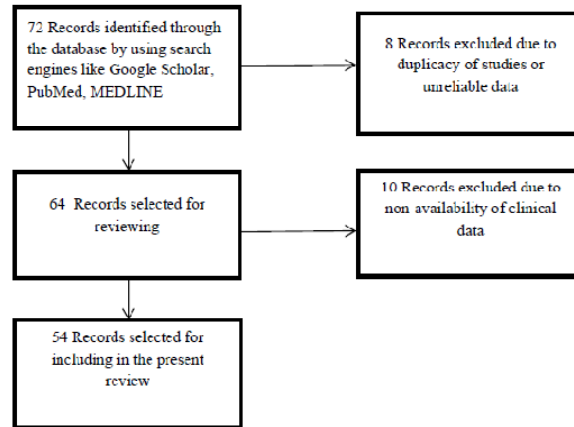 72 Records identified through
the database by using search
engines like Google Scholar,
PubMed, MEDLINE
8 Records excluded due to
duplicacy of studies or
unreliable data
64 Records selected for
reviewing
10 Records excluded due to
non availability of clinical
data
54 Records selected for
including in the present
review